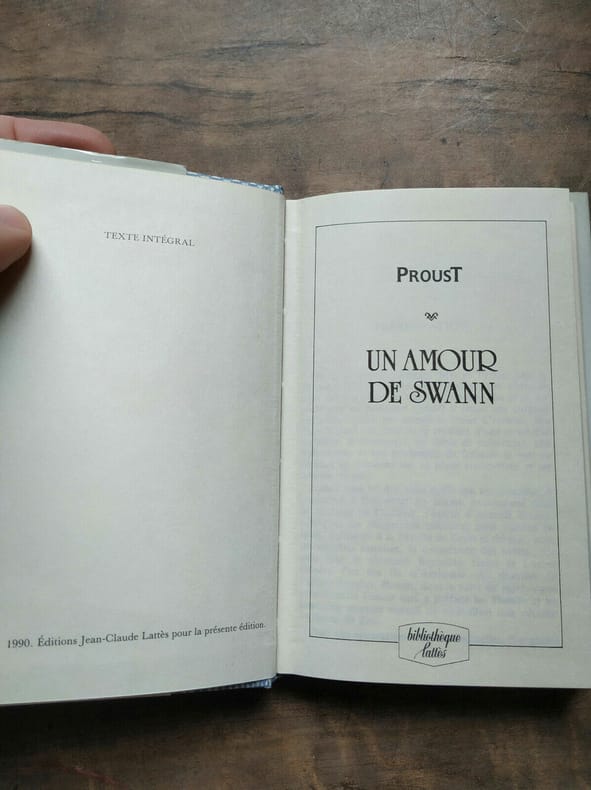 TEXTE INTÉGRAL
1990. Éditions Jean-Claude Lattès pour la présente édition.
PROUST
UN AMOUR
DE SWANN
bibliothèque
lattès